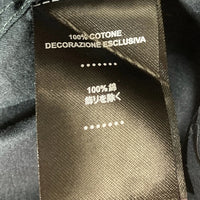 100% COTONE
DECORAZIONE ESCLUSIVA
100% 綿
飾りを除く